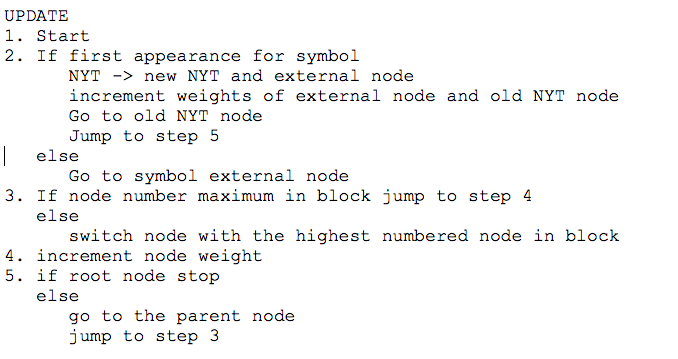 UPDATE
1. Start
2. If first appearance for symbol
NYT -> new NYT and external node
increment weights of external node and old NYT node
Go to old NYT node
Jump to step 5
else
Go to symbol external node
3. If node number maximum in block jump to step 4
else
switch node with the highest numbered node in block
4. increment node weight
5. if root node stop
else
go to the parent node
jump to step 3